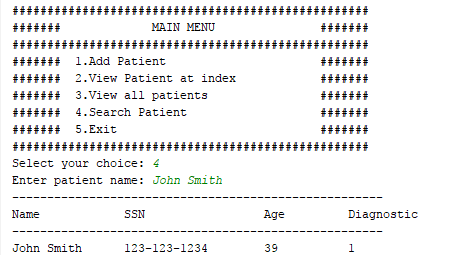 ###################################################
#######             MAIN MENU               #######
###################################################
#######  1.Add Patient                      #######
#######  2.View Patient at index            #######
#######  3.View all patients                #######
#######  4.Search Patient                   #######
#######  5.Exit                             #######
###################################################
Select your choice: 4
Enter patient name: John Smith
-----------------------------------------------------
Name            SSN                 Age         Diagnostic
-----------------------------------------------------
John Smith      123-123-1234        39          1